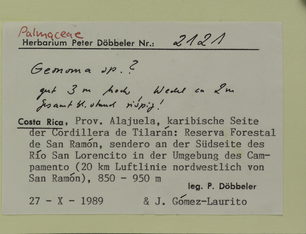 Palmaceae
Herbarium Peter Döbbeler Nr.: 2121
Geonoma sp.?
gut 3 m hoch, Wedel ca 2m
gesamt
Costa Rica, Prov. Alajuela, karibische Seite
der Cordillera de Tilarán: Reserva Forestal
de San Ramón, sendero an der Südseite des
Río San Lorencito in der Umgebung des Cam-
pamento (20 km Luftlinie nordwestlich von
San Ramón), 850 - 950 m
leg. P. Döbbeler
27 - X - 1989 & J. Gómez-Laurito